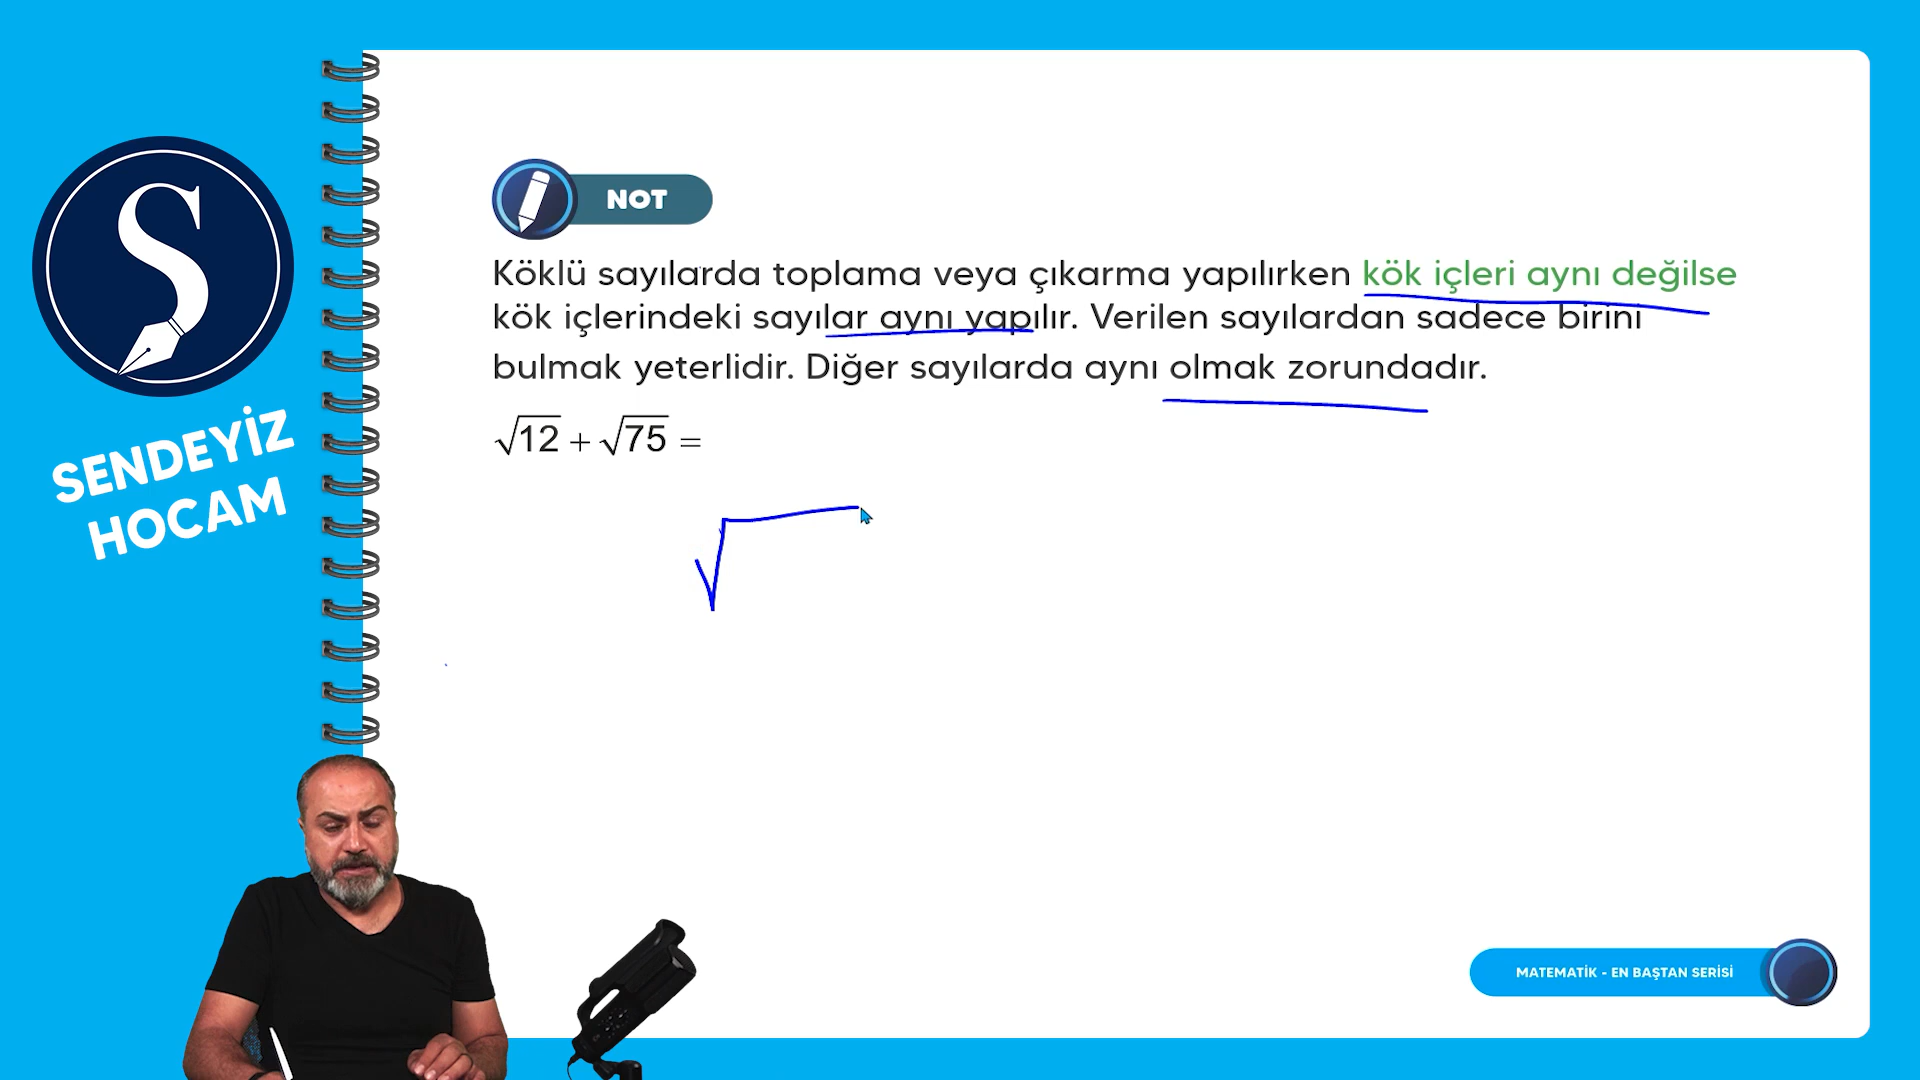 SENDEYİZ
HOCAM
NOT
Köklü sayılarda toplama veya çıkarma yapılırken kök içleri aynı değilse
kök içlerindeki sayılar aynı yapılır. Verilen sayılardan sadece birini
bulmak yeterlidir. Diğer sayılarda aynı olmak zorundadır.
√12 + √75 =
√
MATEMATİK - EN BAŞTAN SERİSİ